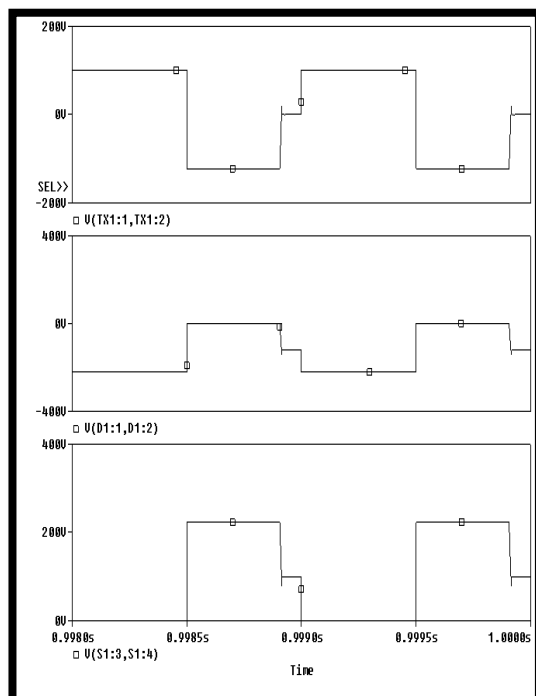 200V
0V
SEL>>
-200V
V(TX1:1,TX1:2)
400V
0V
-400V
V(D1:1,D1:2)
400V
200V
0V
0.9980s 0.9985s 0.9990s 0.9995s 1.0000s
V(S1:3,S1:4)
Time